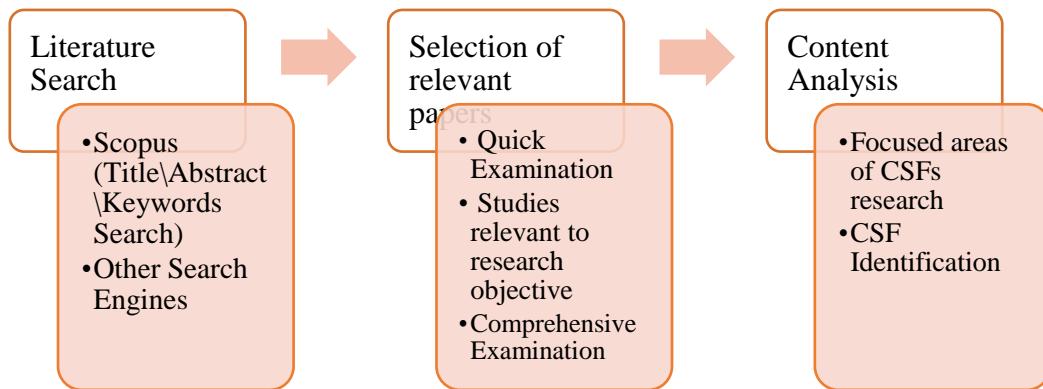 Literature
Search
•Scopus
(Title\Abstract
\Keywords
Search)
•Other Search
Engines
Selection of
relevant
papers
• Quick
Examination
• Studies
relevant to
research
objective
•Comprehensive
Examination
Content
Analysis
•Focused areas
of CSFs
research
•CSF
Identification